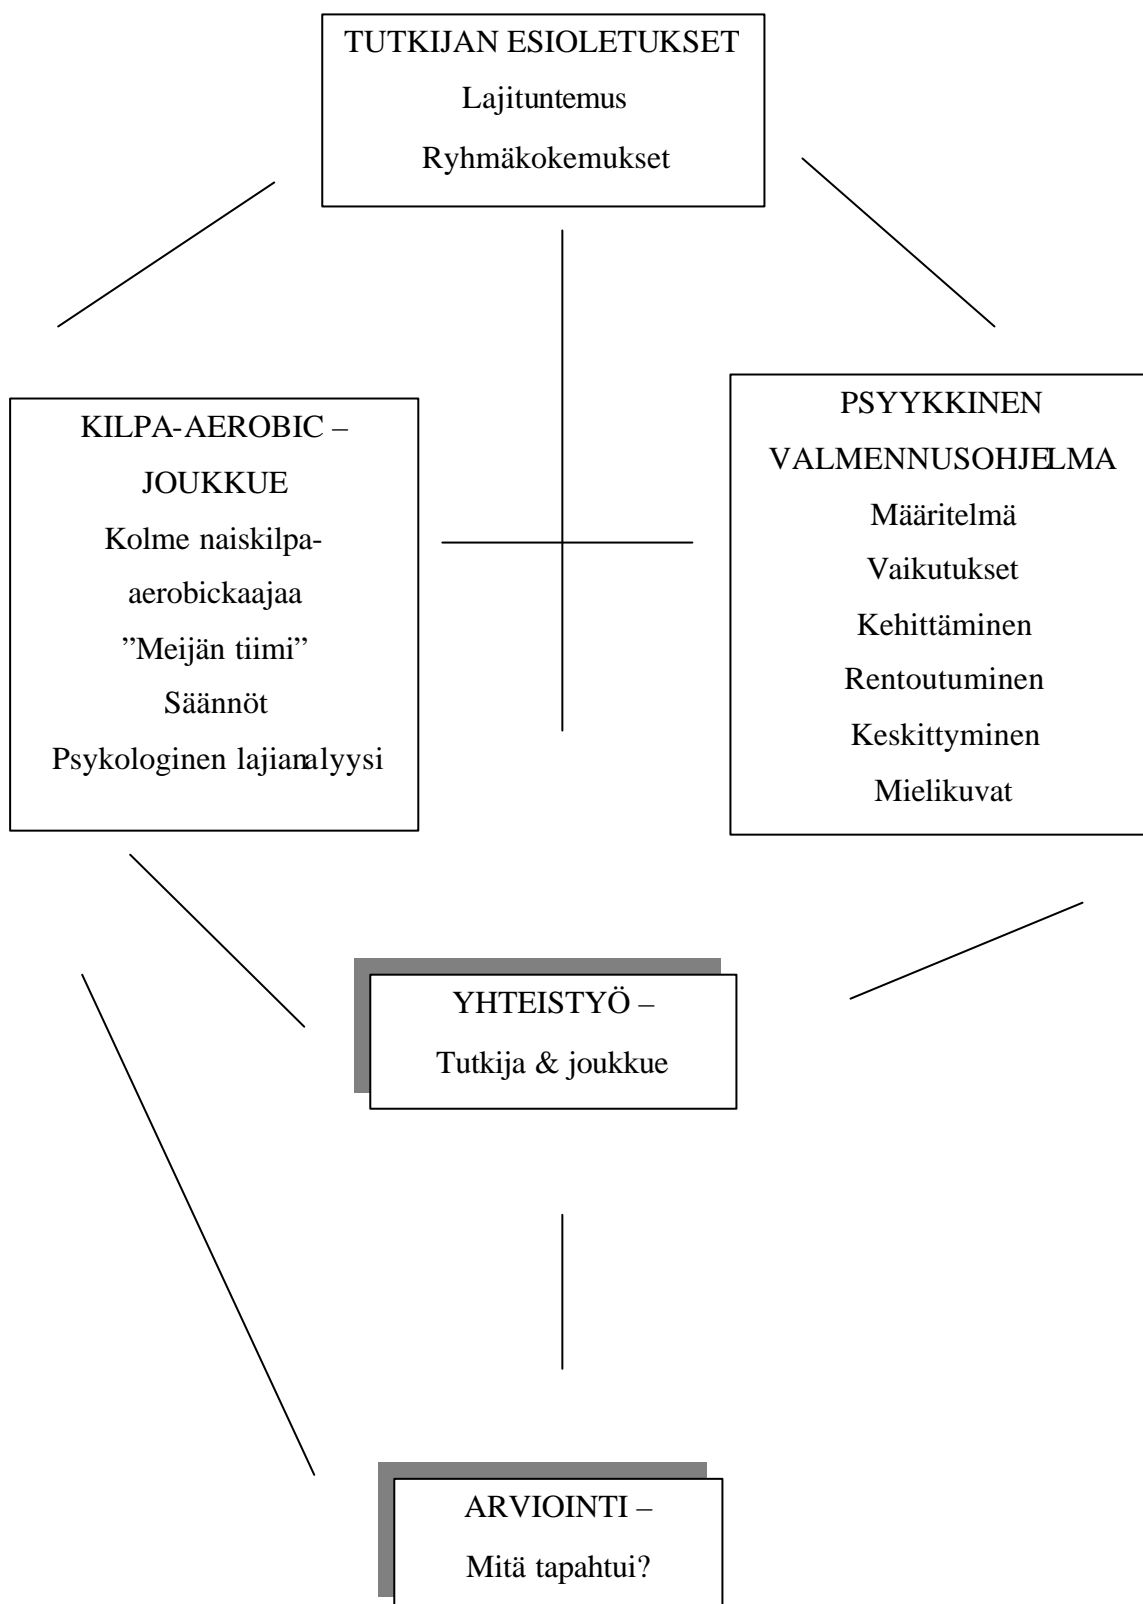 TUTKIJAN ESIOLETUKSET
Lajituntemus
Ryhmäkokemukset
KILPA-AEROBIC –
JOUKKUE
Kolme naiskilpa-
aerobickaajaa
”Meijän tiimi”
Säännöt
Psykologinen lajianalyysi
PSYYKKINEN
VALMENNUSOHJELMA
Määritelmä
Vaikutukset
Kehittäminen
Rentoutuminen
Keskittyminen
Mielikuvat
YHTEISTYÖ –
Tutkija & joukkue
ARVIOINTI –
Mitä tapahtui?